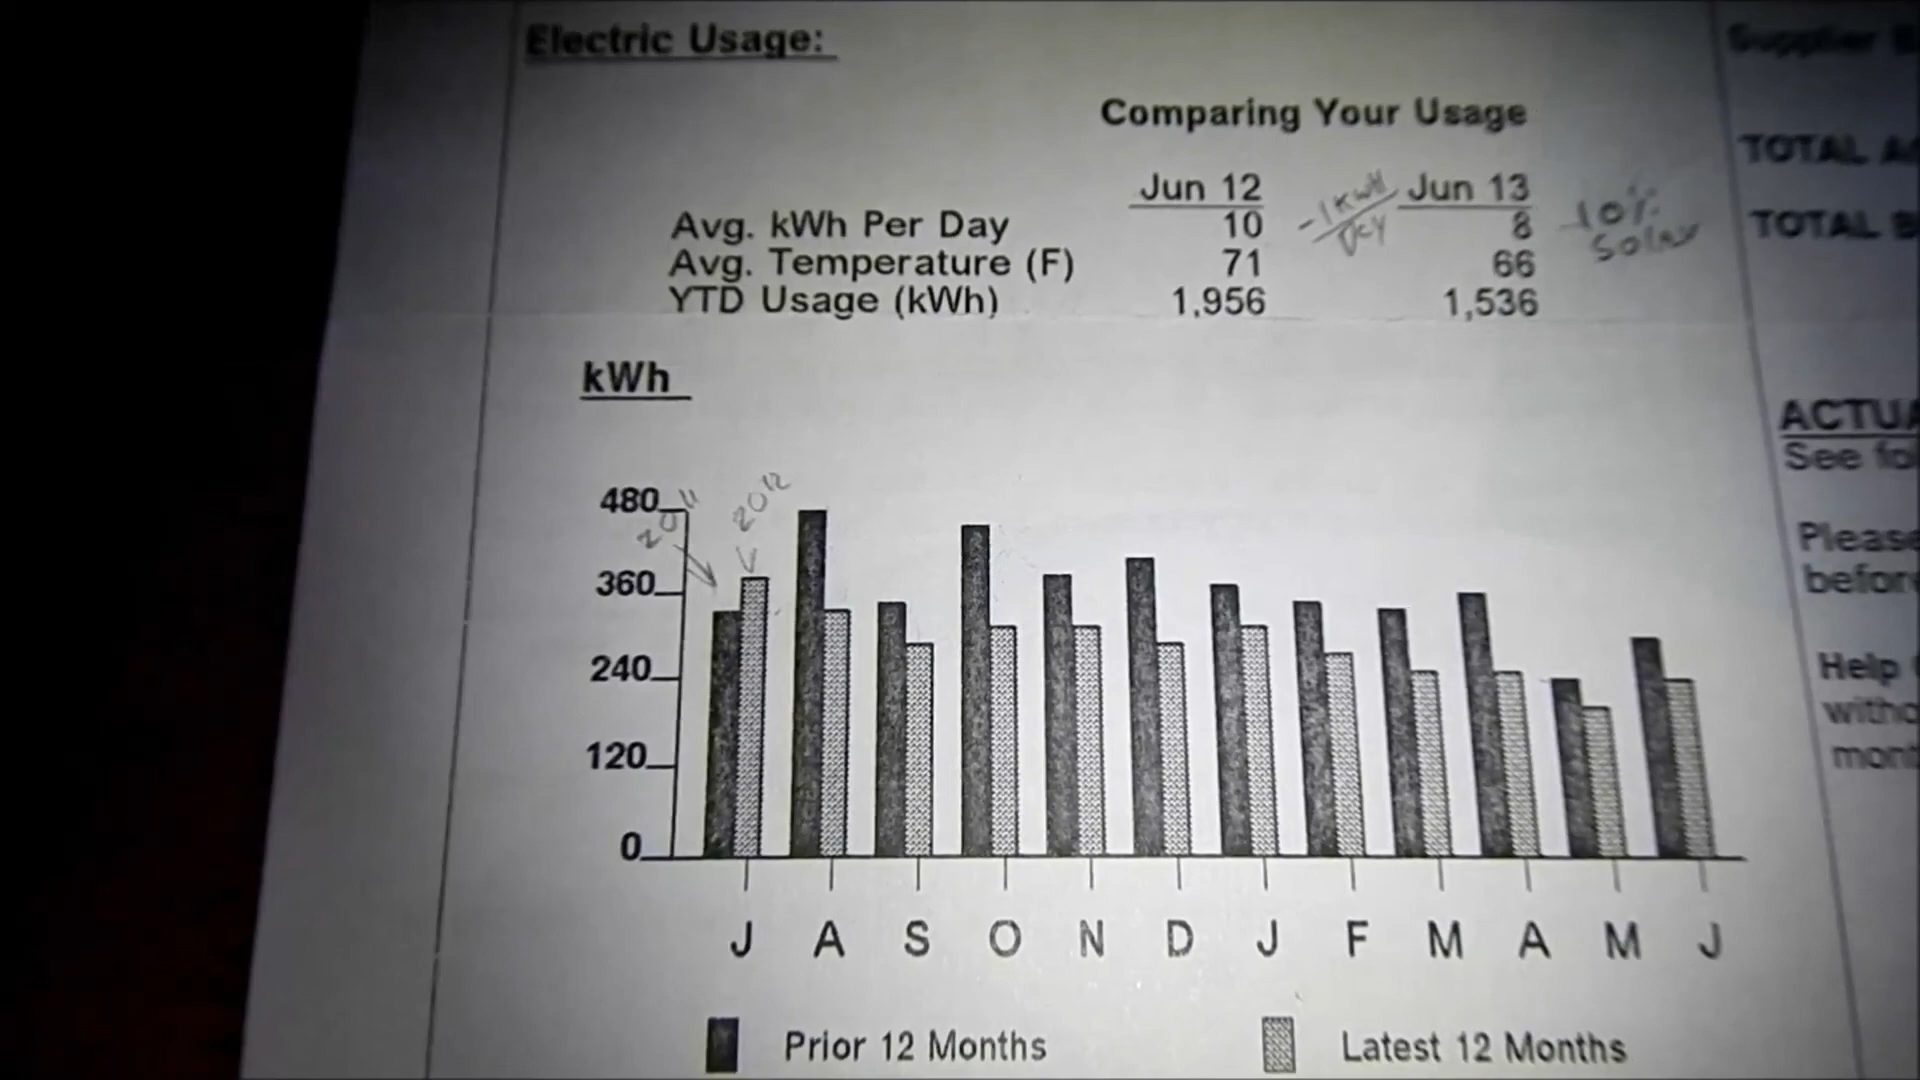 Electric Usage:
Comparing Your Usage
Jun 12 -1kWH/DAY Jun 13
Avg. kWh Per Day 10 8 10% Solar
Avg. Temperature (F) 71 66
YTD Usage (kWh) 1,956 1,536
kWh
2011 2012
480
360
240
120
0
J A S O N D J F M A M J
Prior 12 Months Latest 12 Months
TOTAL
TOTAL
See
Please
Help